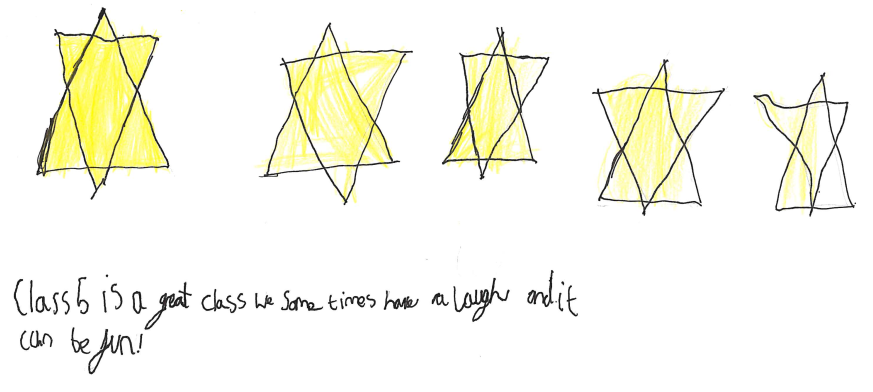 Class 5 is a great class we some times have a laugh and it
can be fun!